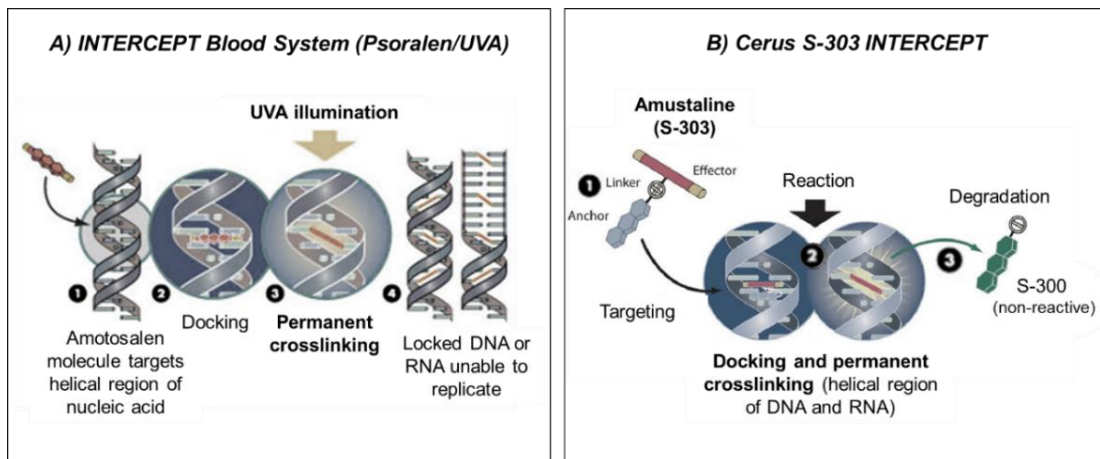 A) INTERCEPT Blood System (Psoralen/UVA)
UVA illumination
1
2
3
4
Amotosalen
molecule targets
helical region of
nucleic acid
Docking
Permanent
crosslinking
Locked DNA or
RNA unable to
replicate
B) Cerus S-303 INTERCEPT
Amustaline
(S-303)
1
Linker
Effector
Anchor
Reaction
Degradation
2
3
Targeting
S-300
(non-reactive)
Docking and permanent
crosslinking (helical region
of DNA and RNA)